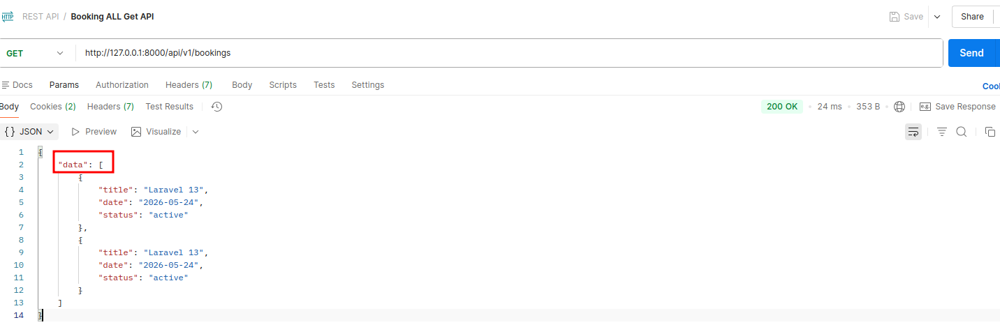 HTTP REST API / Booking ALL Get API Save Share
GET http://127.0.0.1:8000/api/v1/bookings Send
Docs Params Authorization Headers (7) Body Scripts Tests Settings Cool
Body Cookies (2) Headers (7) Test Results 200 OK • 24 ms • 353 B • e.g. Save Response
{} JSON Preview Visualize
1 {
2 "data": [
3 {
4 "title": "Laravel 13",
5 "date": "2026-05-24",
6 "status": "active"
7 },
8 {
9 "title": "Laravel 13",
10 "date": "2026-05-24",
11 "status": "active"
12 }
13 ]
14 }